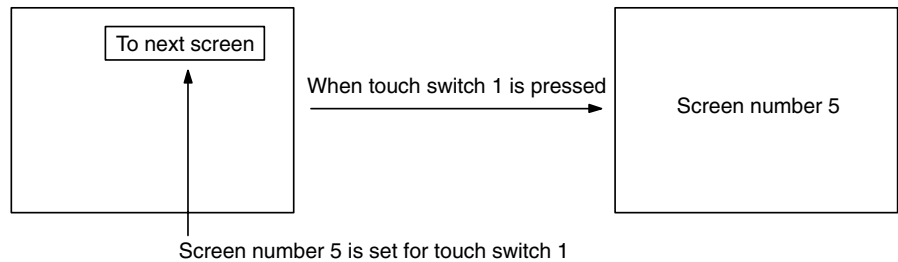 To next screen
When touch switch 1 is pressed
Screen number 5
Screen number 5 is set for touch switch 1